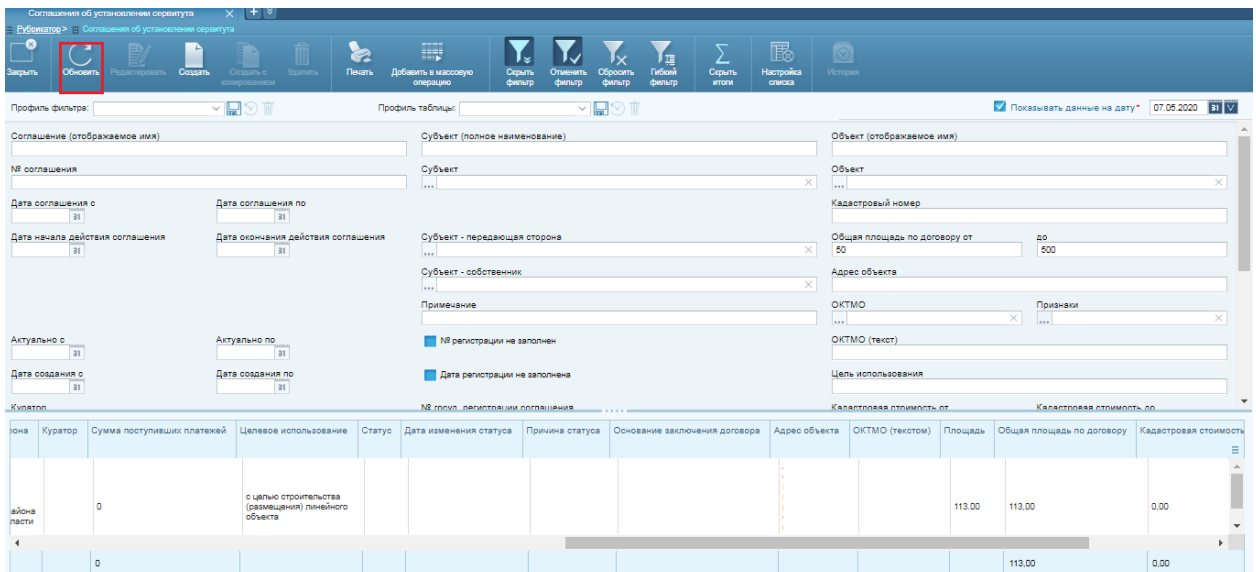 Соглашения об установлении сервитута
Рубрикатор > Соглашения об установлении сервитута
Закрыть
Обновить
Редактировать
Создать
Создать с
копированием
Удалить
Печать
Добавить в массовую
операцию
Скрыть
фильтр
Отменить
фильтр
Сбросить
фильтр
Гибкий
фильтр
Скрыть
итоги
Настройка
списка
История
Профиль фильтра:
Профиль таблицы:
Показывать данные на дату* 07.05.2020
Соглашение (отображаемое имя) Субъект (полное наименование) Объект (отображаемое имя)
№ соглашения Субъект Объект
Дата соглашения с Дата соглашения по Кадастровый номер
Дата начала действия соглашения Дата окончания действия соглашения Субъект - передающая сторона Общая площадь по договору от до
50 500
Субъект - собственник Адрес объекта
Примечание ОКТМО Признаки
Актуально с Актуально по № регистрации не заполнен ОКТМО (текст)
Дата создания с Дата создания по Дата регистрации не заполнена Цель использования
Куратор № госуд. регистрации соглашения Кадастровая стоимость от Кадастровая стоимость до
рона Куратор Сумма поступивших платежей Целевое использование Статус Дата изменения статуса Причина статуса Основание заключения договора Адрес объекта ОКТМО (текстом) Площадь Общая площадь по договору Кадастровая стоимость
айона
ласти
0
с целью строительства
(размещения) линейного
объекта
113.00 113,00 0,00
0 113,00 0,00